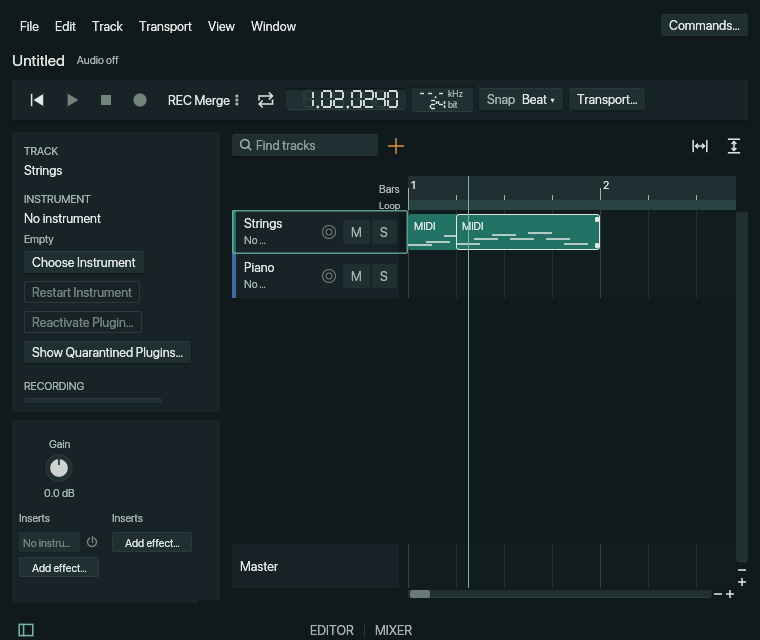 File Edit Track Transport View Window Commands...
Untitled Audio off
REC Merge 1.02.0240 --.- kHz 24 bit Snap Beat Transport...
TRACK
Strings
INSTRUMENT
No instrument
Empty
Choose Instrument
Restart Instrument
Reactivate Plugin...
Show Quarantined Plugins...
RECORDING
Gain
0.0 dB
Inserts Inserts
No instru... Add effect...
Add effect...
Find tracks
Bars 1 2
Loop
Strings M S MIDI MIDI
No ...
Piano M S
No ...
Master
EDITOR MIXER